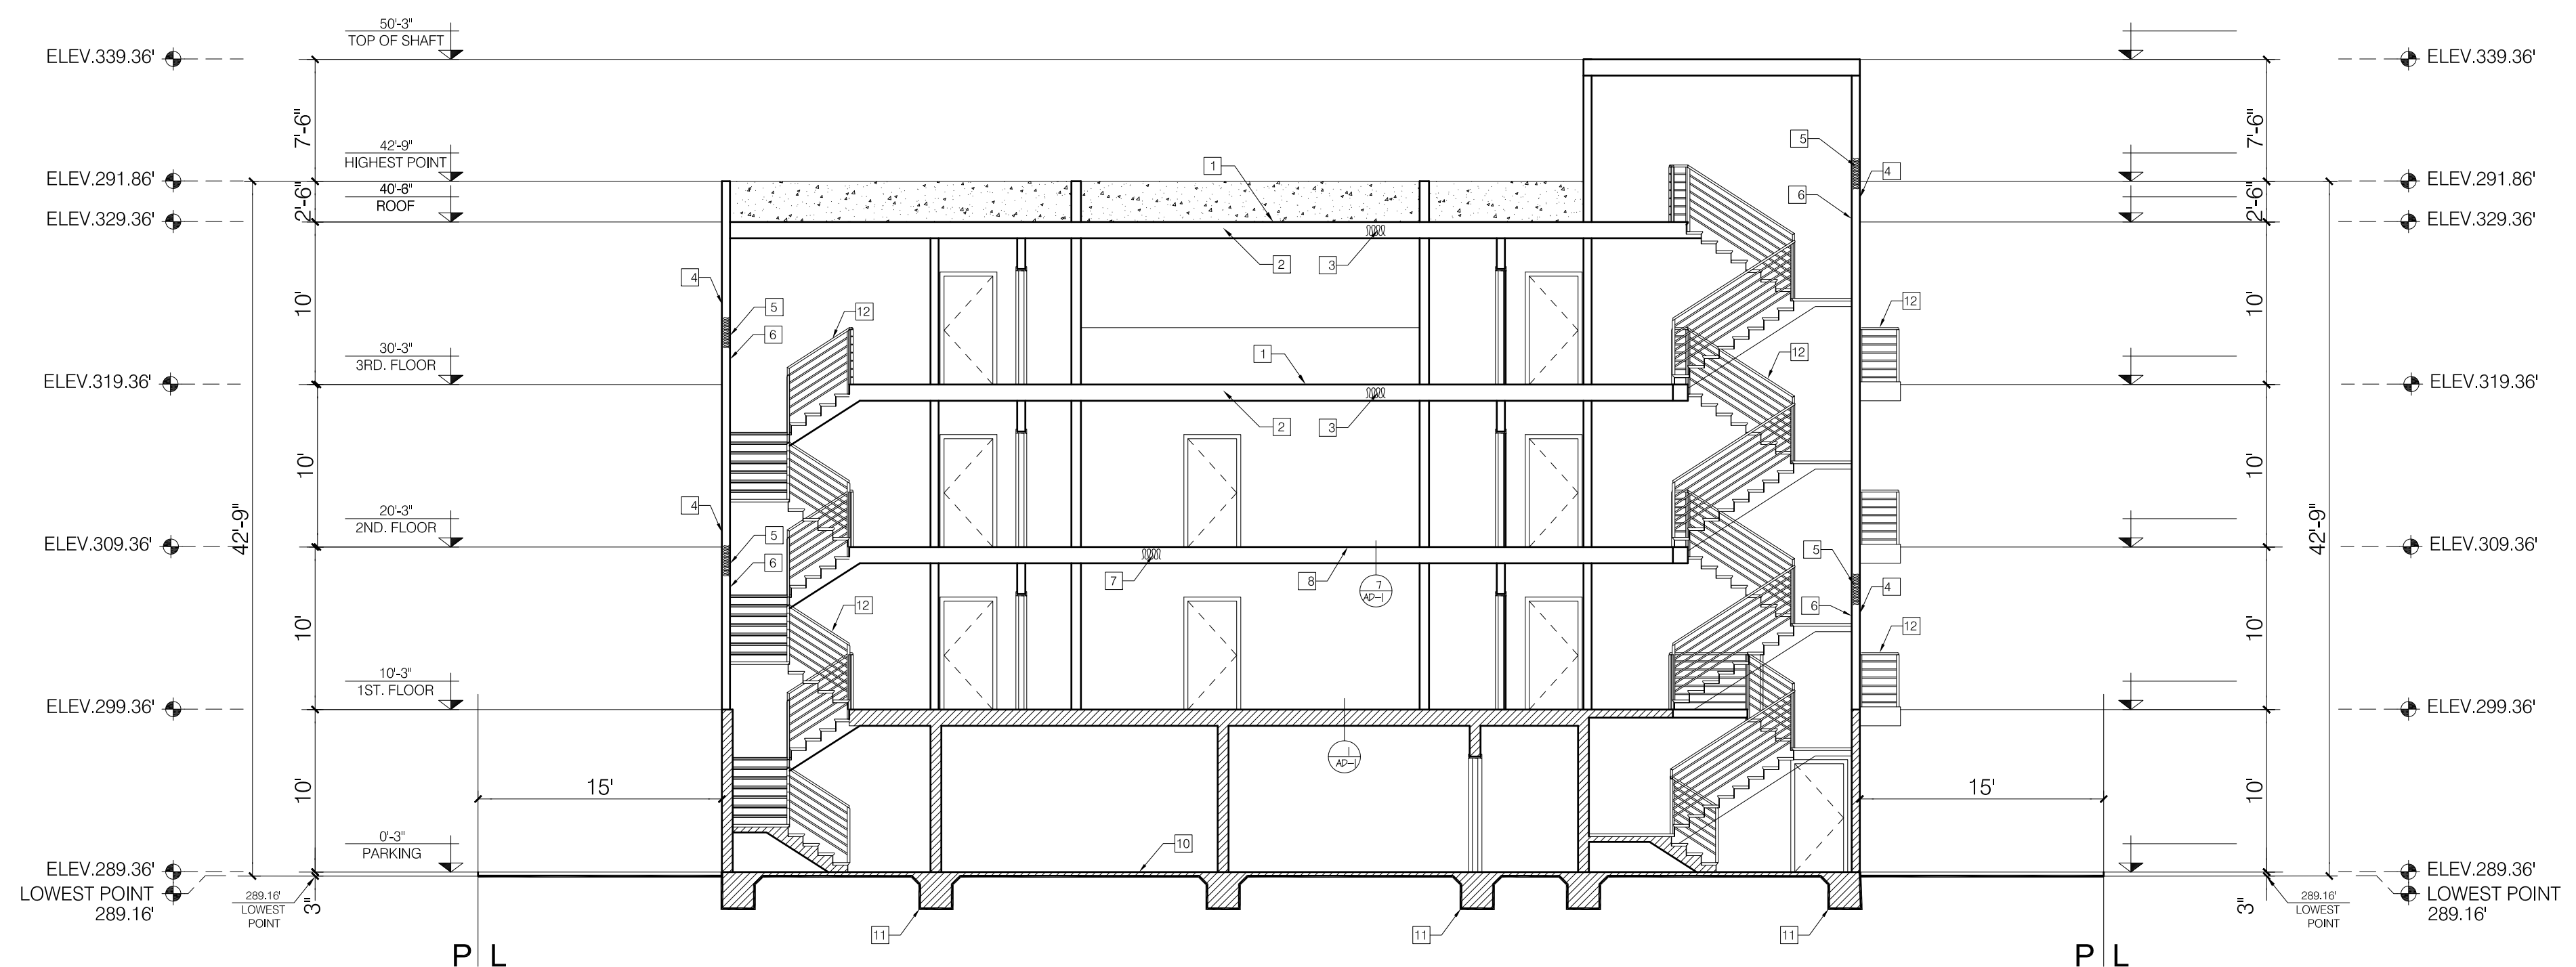 50'-3"
TOP OF SHAFT
ELEV.339.36'
ELEV.339.36'
7'-6"
7'-6"
42'-9"
HIGHEST POINT
ELEV.291.86'
ELEV.291.86'
1
5
4
6
40'-6"
ROOF
2'-6"
2'-6"
ELEV.329.36'
ELEV.329.36'
2
3
4
5
12
6
10'
10'
12
30'-3"
3RD. FLOOR
1
12
ELEV.319.36'
ELEV.319.36'
2
3
10'
10'
4
20'-3"
2ND. FLOOR
42'-9"
42'-9"
5
5
ELEV.309.36'
ELEV.309.36'
6
7
8
7
AD-1
4
12
6
12
10'
10'
10'-3"
1ST. FLOOR
ELEV.299.36'
ELEV.299.36'
1
AD-1
15'
15'
10'
10'
0'-3"
PARKING
10
ELEV.289.36'
ELEV.289.36'
LOWEST POINT
289.16'
289.16'
LOWEST
POINT
3"
3"
289.16'
LOWEST
POINT
LOWEST POINT
289.16'
11
11
11
P L
P L